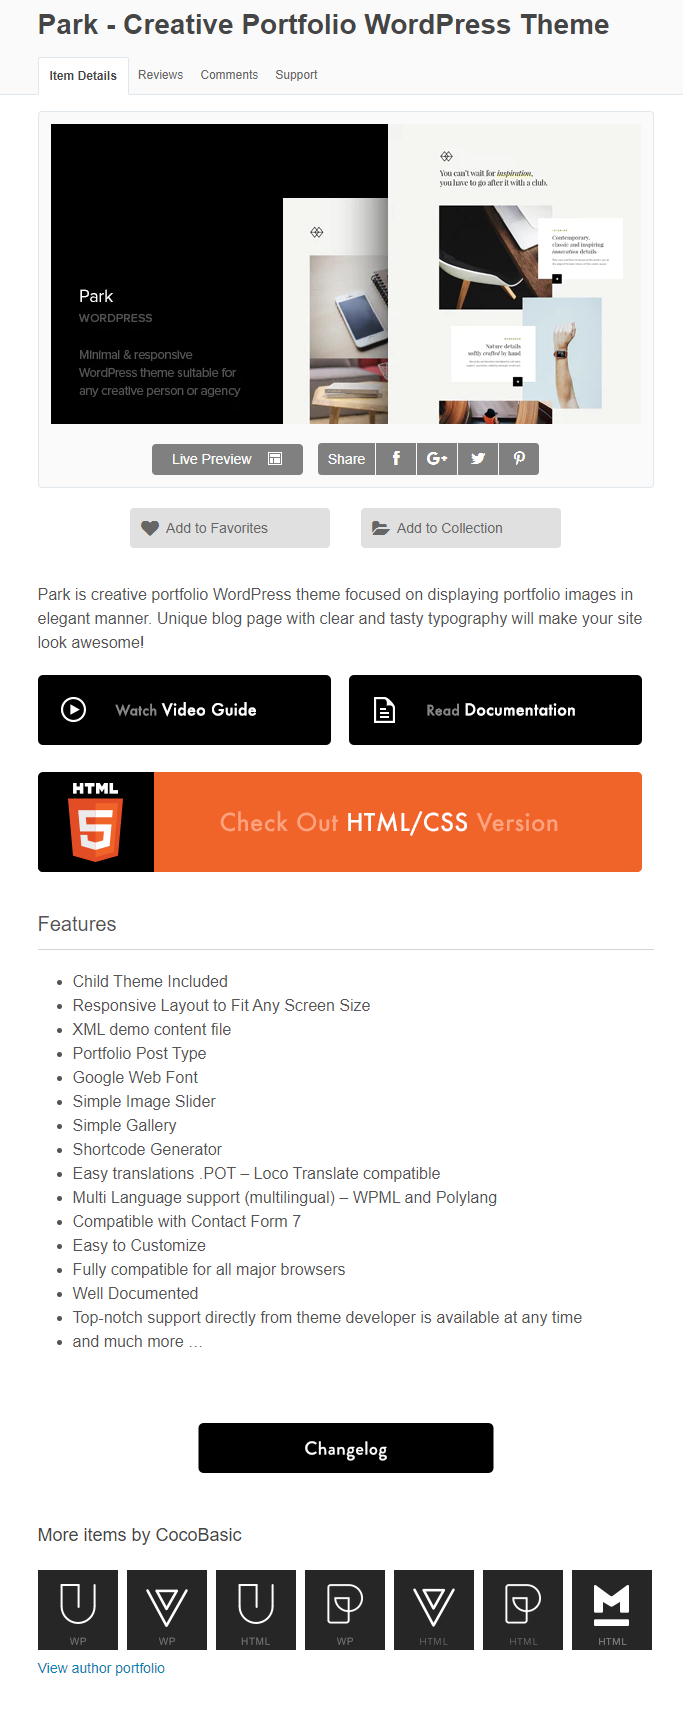 Park - Creative Portfolio WordPress Theme
Item Details Reviews Comments Support
You can't wait for inspiration,
you have to go after it with a club.
Contemporary,
classic and inspiring
innovation details
Park
WORDPRESS
Minimal & responsive
WordPress theme suitable for
any creative person or agency
Nature details
softly crafted by hand
Live Preview Share f G+
Add to Favorites Add to Collection
Park is creative portfolio WordPress theme focused on displaying portfolio images in
elegant manner. Unique blog page with clear and tasty typography will make your site
look awesome!
Watch Video Guide Read Documentation
HTML
5
Check Out HTML/CSS Version
Features
• Child Theme Included
• Responsive Layout to Fit Any Screen Size
• XML demo content file
• Portfolio Post Type
• Google Web Font
• Simple Image Slider
• Simple Gallery
• Shortcode Generator
• Easy translations .POT – Loco Translate compatible
• Multi Language support (multilingual) – WPML and Polylang
• Compatible with Contact Form 7
• Easy to Customize
• Fully compatible for all major browsers
• Well Documented
• Top-notch support directly from theme developer is available at any time
• and much more ...
Changelog
More items by CocoBasic
U V U P V P M
WP WP HTML WP HTML HTML HTML
View author portfolio